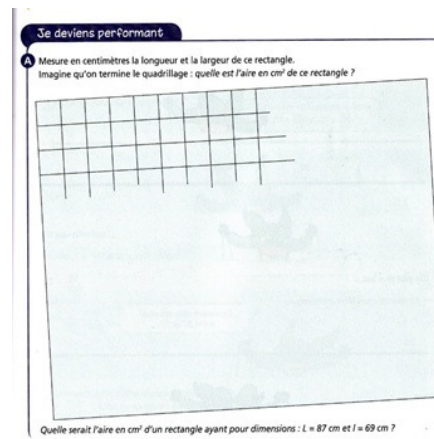 Je deviens performant
A Mesure en centimètres la longueur et la largeur de ce rectangle.
Imagine qu'on termine le quadrillage : quelle est l'aire en cm² de ce rectangle ?
Quelle serait l'aire en cm² d'un rectangle ayant pour dimensions : L = 87 cm et l = 69 cm ?